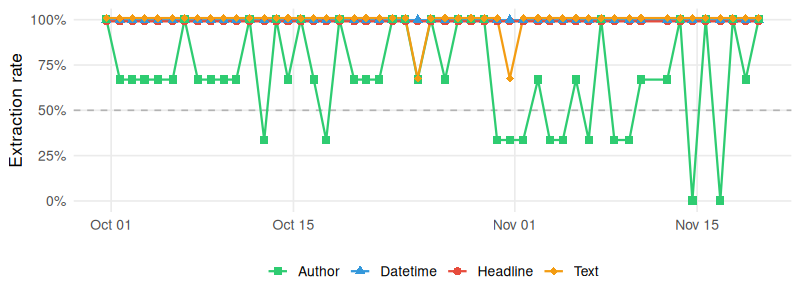 Extraction rate
100%
75%
50%
25%
0%
Oct 01 Oct 15 Nov 01 Nov 15
Author Datetime Headline Text